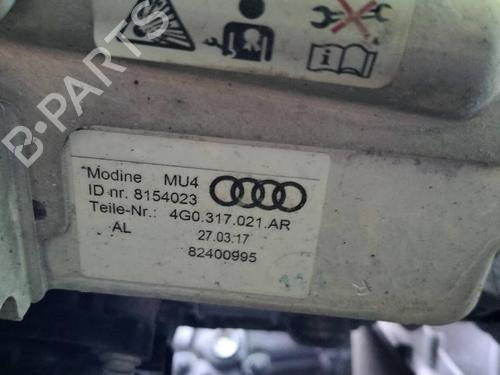 B-PARTS
Modine MU4
ID nr. 8154023
Teile-Nr.: 4G0.317.021.AR
AL 27.03.17
82400995